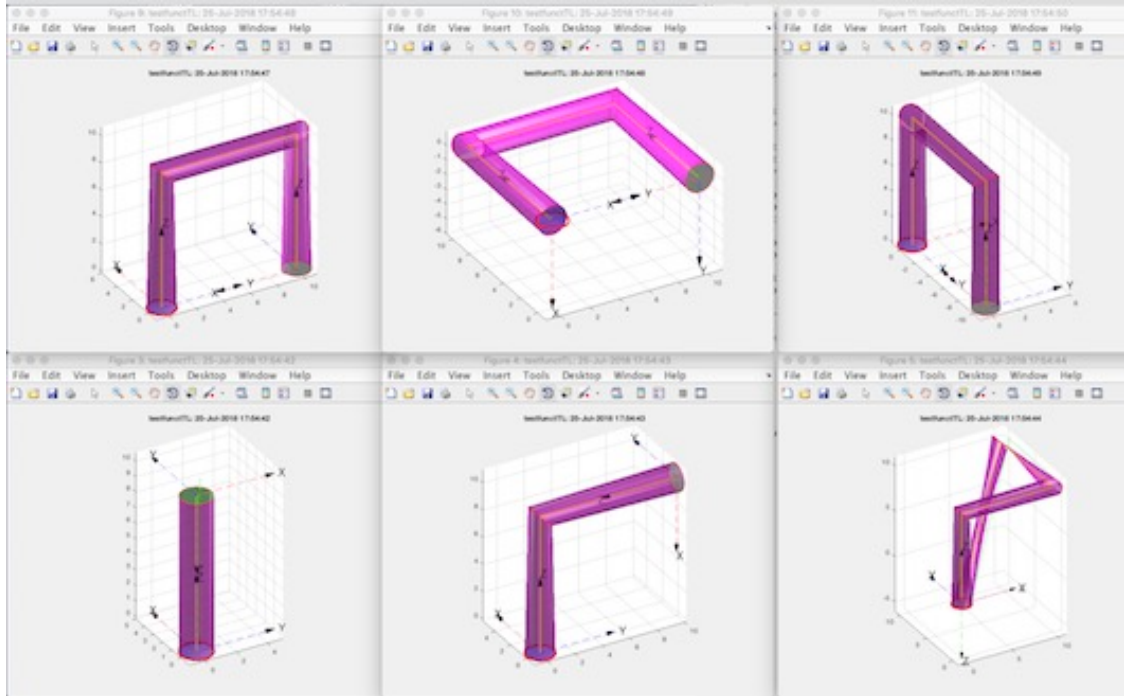 Figure 9: testfunctTL: 25-Jul-2018 17:54:48
File Edit View Insert Tools Desktop Window Help
testfunctTL: 25-Jul-2018 17:54:47
Figure 10: testfunctTL: 25-Jul-2018 17:54:49
File Edit View Insert Tools Desktop Window Help
testfunctTL: 25-Jul-2018 17:54:48
Figure 11: testfunctTL: 25-Jul-2018 17:54:50
File Edit View Insert Tools Desktop Window Help
testfunctTL: 25-Jul-2018 17:54:49
Figure 3: testfunctTL: 25-Jul-2018 17:54:42
File Edit View Insert Tools Desktop Window Help
testfunctTL: 25-Jul-2018 17:54:42
Figure 4: testfunctTL: 25-Jul-2018 17:54:43
File Edit View Insert Tools Desktop Window Help
testfunctTL: 25-Jul-2018 17:54:43
Figure 5: testfunctTL: 25-Jul-2018 17:54:44
File Edit View Insert Tools Desktop Window Help
testfunctTL: 25-Jul-2018 17:54:44